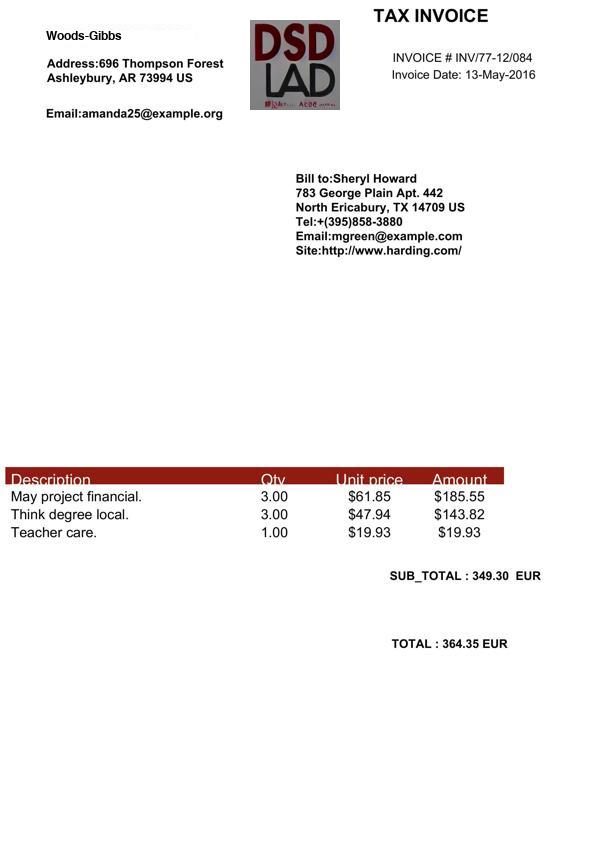 TAX INVOICE
Woods-Gibbs
Address:696 Thompson Forest
Ashleybury, AR 73994 US
Email:amanda25@example.org
DSD
LAD
INVOICE # INV/77-12/084
Invoice Date: 13-May-2016
Bill to:Sheryl Howard
783 George Plain Apt. 442
North Ericabury, TX 14709 US
Tel:+(395)858-3880
Email:mgreen@example.com
Site:http://www.harding.com/
Description Qty Unit price Amount
May project financial. 3.00 $61.85 $185.55
Think degree local. 3.00 $47.94 $143.82
Teacher care. 1.00 $19.93 $19.93
SUB_TOTAL : 349.30 EUR
TOTAL : 364.35 EUR